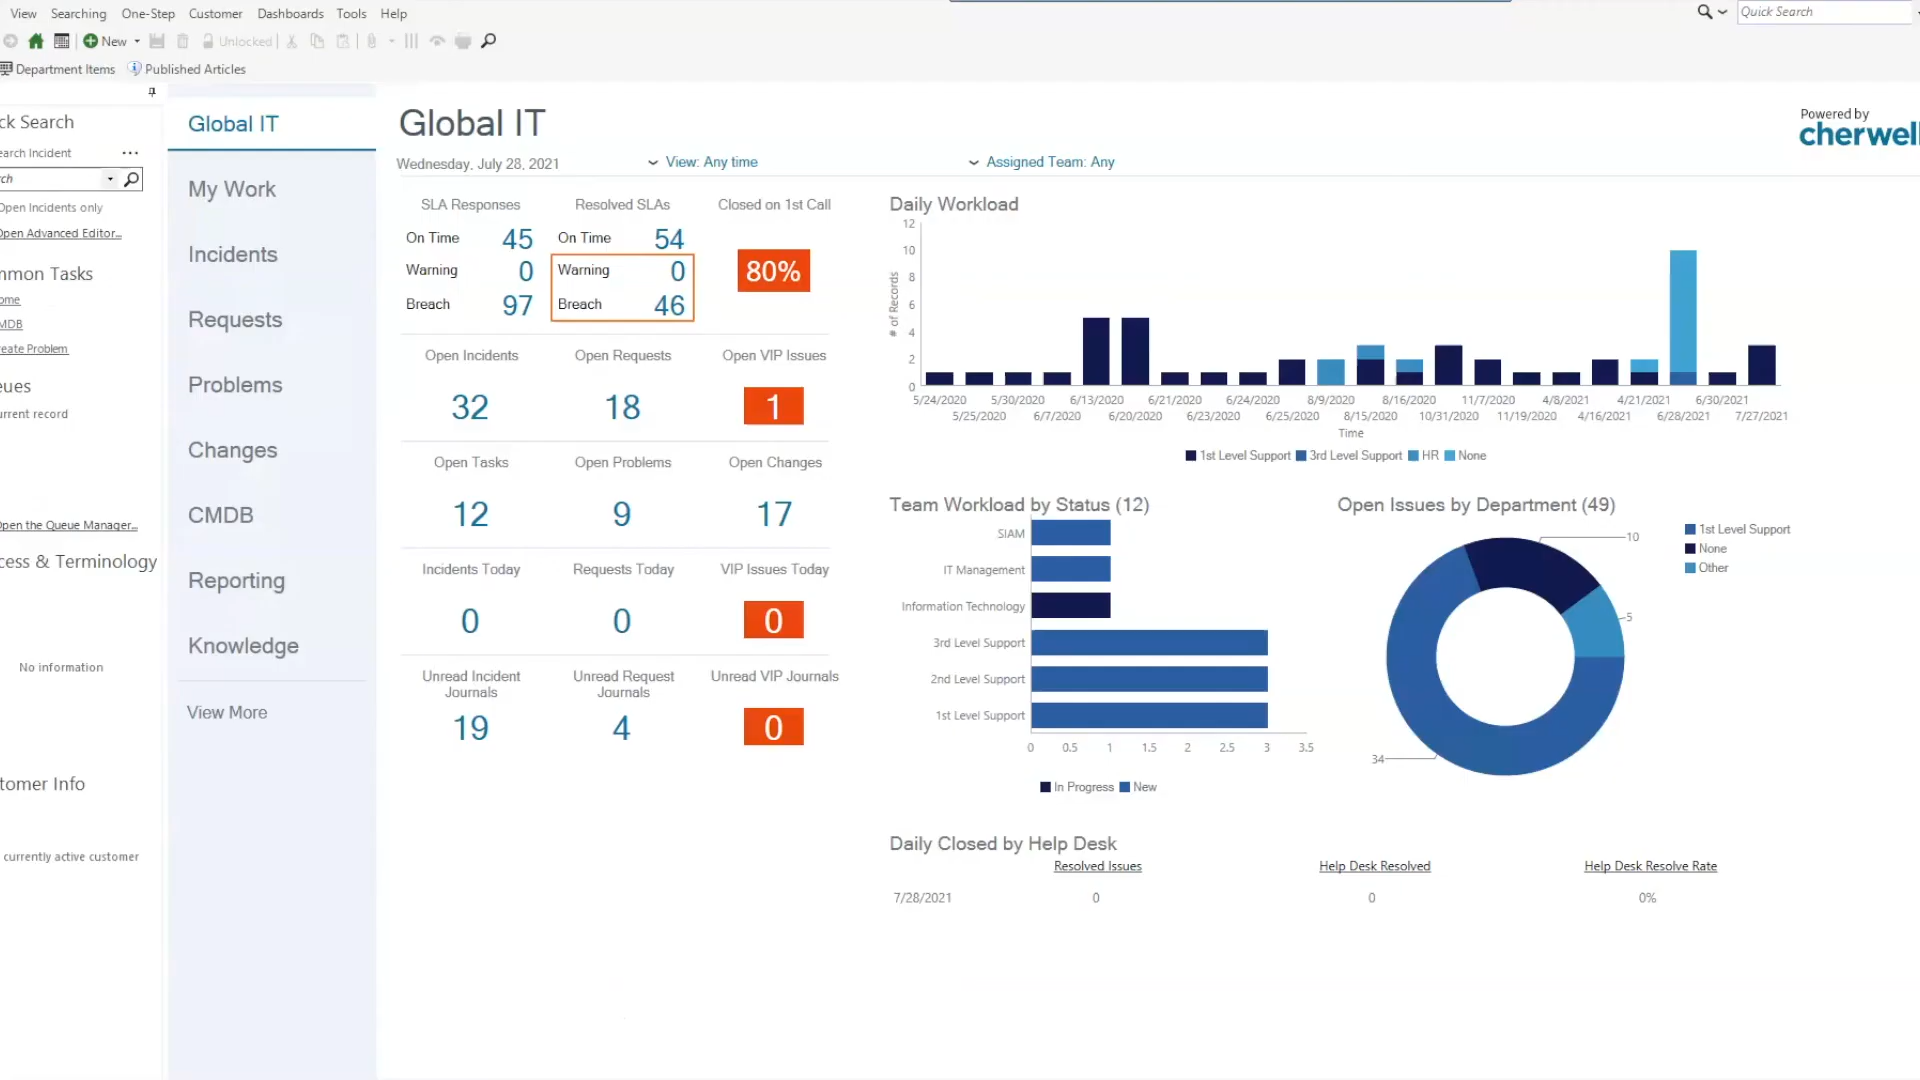 View Searching One-Step Customer Dashboards Tools Help
Quick Search
New Unlocked
Department Items Published Articles
ck Search
earch Incident ...
ch
Open Incidents only
Open Advanced Editor...
mmon Tasks
ome
MDB
reate Problem
eues
urrent record
Open the Queue Manager...
cess & Terminology
No information
tomer Info
currently active customer
Global IT
My Work
Incidents
Requests
Problems
Changes
CMDB
Reporting
Knowledge
View More
Global IT
Powered by
cherwell
Wednesday, July 28, 2021 View: Any time Assigned Team: Any
SLA Responses Resolved SLAs Closed on 1st Call
On Time 45 On Time 54
Warning 0 Warning 0 80%
Breach 97 Breach 46
Open Incidents Open Requests Open VIP Issues
32 18 1
Open Tasks Open Problems Open Changes
12 9 17
Incidents Today Requests Today VIP Issues Today
0 0 0
Unread Incident Journals Unread Request Journals Unread VIP Journals
19 4 0
Daily Workload
# of Records
12
10
8
6
4
2
0
5/24/2020 5/30/2020 6/13/2020 6/21/2020 6/24/2020 8/9/2020 8/16/2020 11/7/2020 4/8/2021 4/21/2021 6/30/2021
5/25/2020 6/7/2020 6/20/2020 6/23/2020 6/25/2020 8/15/2020 10/31/2020 11/19/2020 4/16/2021 6/28/2021 7/27/2021
Time
1st Level Support 3rd Level Support HR None
Team Workload by Status (12)
SIAM
IT Management
Information Technology
3rd Level Support
2nd Level Support
1st Level Support
0 0.5 1 1.5 2 2.5 3 3.5
In Progress New
Open Issues by Department (49)
10
5
34
1st Level Support
None
Other
Daily Closed by Help Desk
Resolved Issues Help Desk Resolved Help Desk Resolve Rate
7/28/2021 0 0 0%